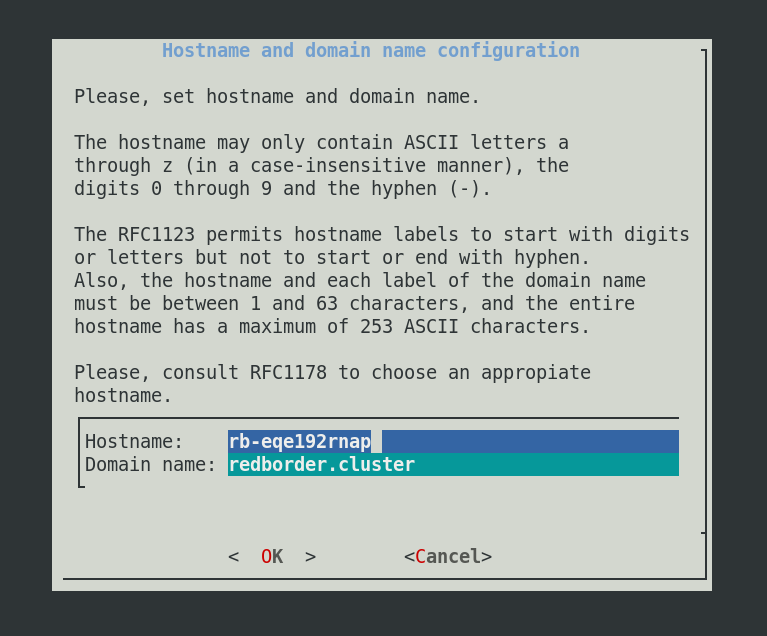 Hostname and domain name configuration
Please, set hostname and domain name.
The hostname may only contain ASCII letters a
through z (in a case-insensitive manner), the
digits 0 through 9 and the hyphen (-).
The RFC1123 permits hostname labels to start with digits
or letters but not to start or end with hyphen.
Also, the hostname and each label of the domain name
must be between 1 and 63 characters, and the entire
hostname has a maximum of 253 ASCII characters.
Please, consult RFC1178 to choose an appropiate
hostname.
Hostname: rb-eqe192rnap
Domain name: redborder.cluster
< OK > <Cancel>